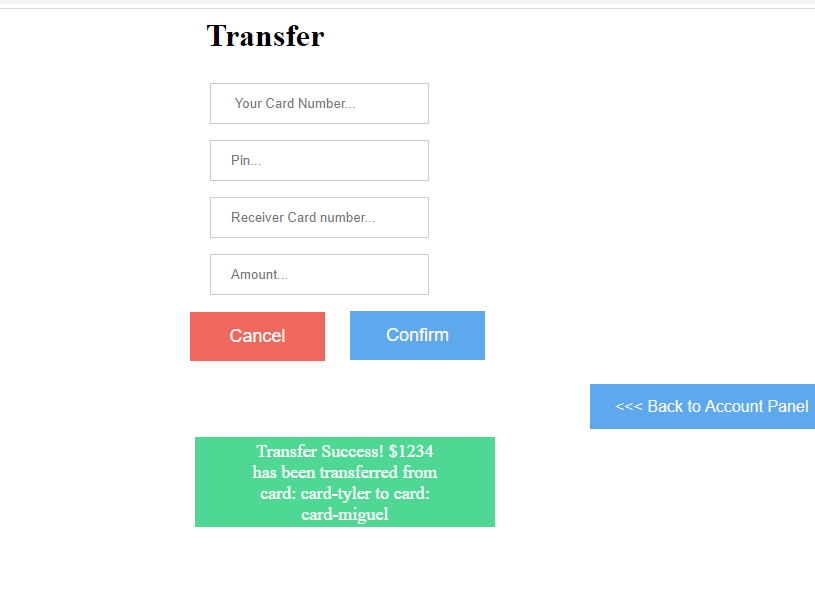 Transfer
Your Card Number...
Pin...
Receiver Card number...
Amount...
Cancel
Confirm
<<< Back to Account Panel
Transfer Success! $1234
has been transferred from
card: card-tyler to card:
card-miguel